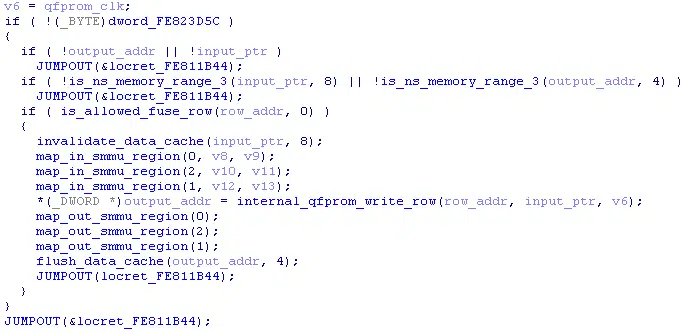 v6 = qfprom_clk;
if ( !(_BYTE)dword_FE823D5C )
{
if ( !output_addr || !input_ptr )
JUMPOUT(&locret_FE811B44);
if ( !is_ns_memory_range_3(input_ptr, 8) || !is_ns_memory_range_3(output_addr, 4) )
JUMPOUT(&locret_FE811B44);
if ( is_allowed_fuse_row(row_addr, 0) )
{
invalidate_data_cache(input_ptr, 8);
map_in_smmu_region(0, v8, v9);
map_in_smmu_region(2, v10, v11);
map_in_smmu_region(1, v12, v13);
*(_DWORD *)output_addr = internal_qfprom_write_row(row_addr, input_ptr, v6);
map_out_smmu_region(0);
map_out_smmu_region(2);
map_out_smmu_region(1);
flush_data_cache(output_addr, 4);
JUMPOUT(locret_FE811B44);
}
}
JUMPOUT(&locret_FE811B44);